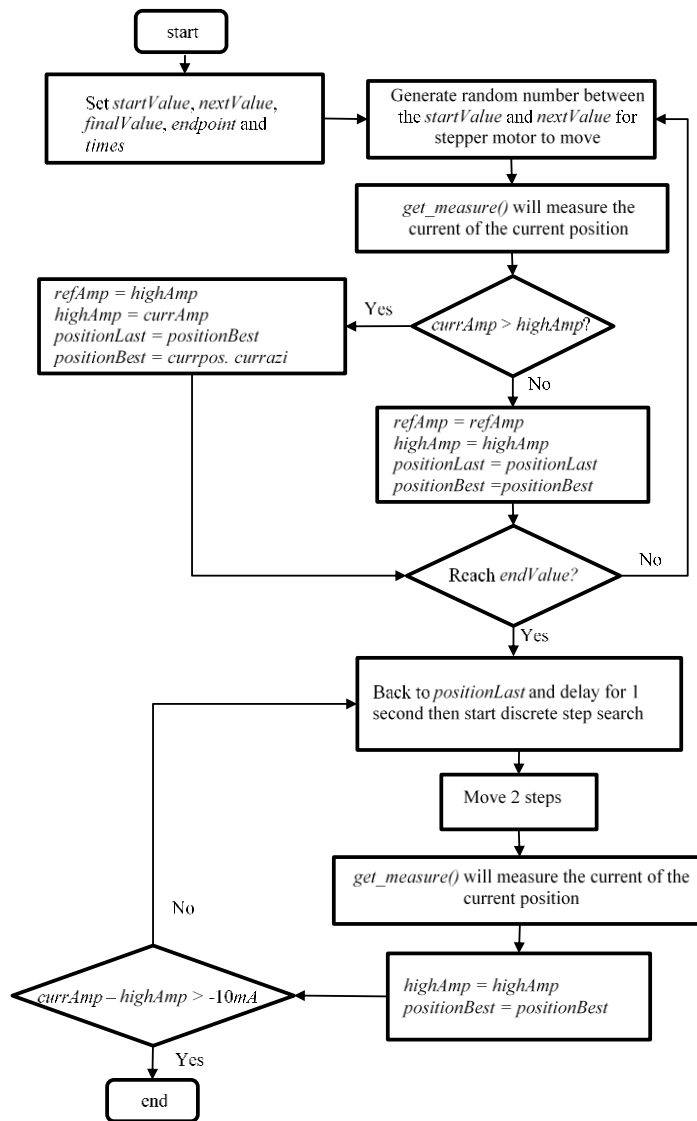 start
Set startValue, nextValue,
finalValue, endpoint and
times
Generate random number between
the startValue and nextValue for
stepper motor to move
get_measure() will measure the
current of the current position
refAmp = highAmp
highAmp = currAmp
positionLast = positionBest
positionBest = currpos. currazi
Yes
currAmp > highAmp?
No
refAmp = refAmp
highAmp = highAmp
positionLast = positionLast
positionBest =positionBest
Reach endValue?
No
Yes
Back to positionLast and delay for 1
second then start discrete step search
Move 2 steps
get_measure() will measure the current of the
current position
No
highAmp = highAmp
positionBest = positionBest
currAmp – highAmp > -10mA
Yes
end